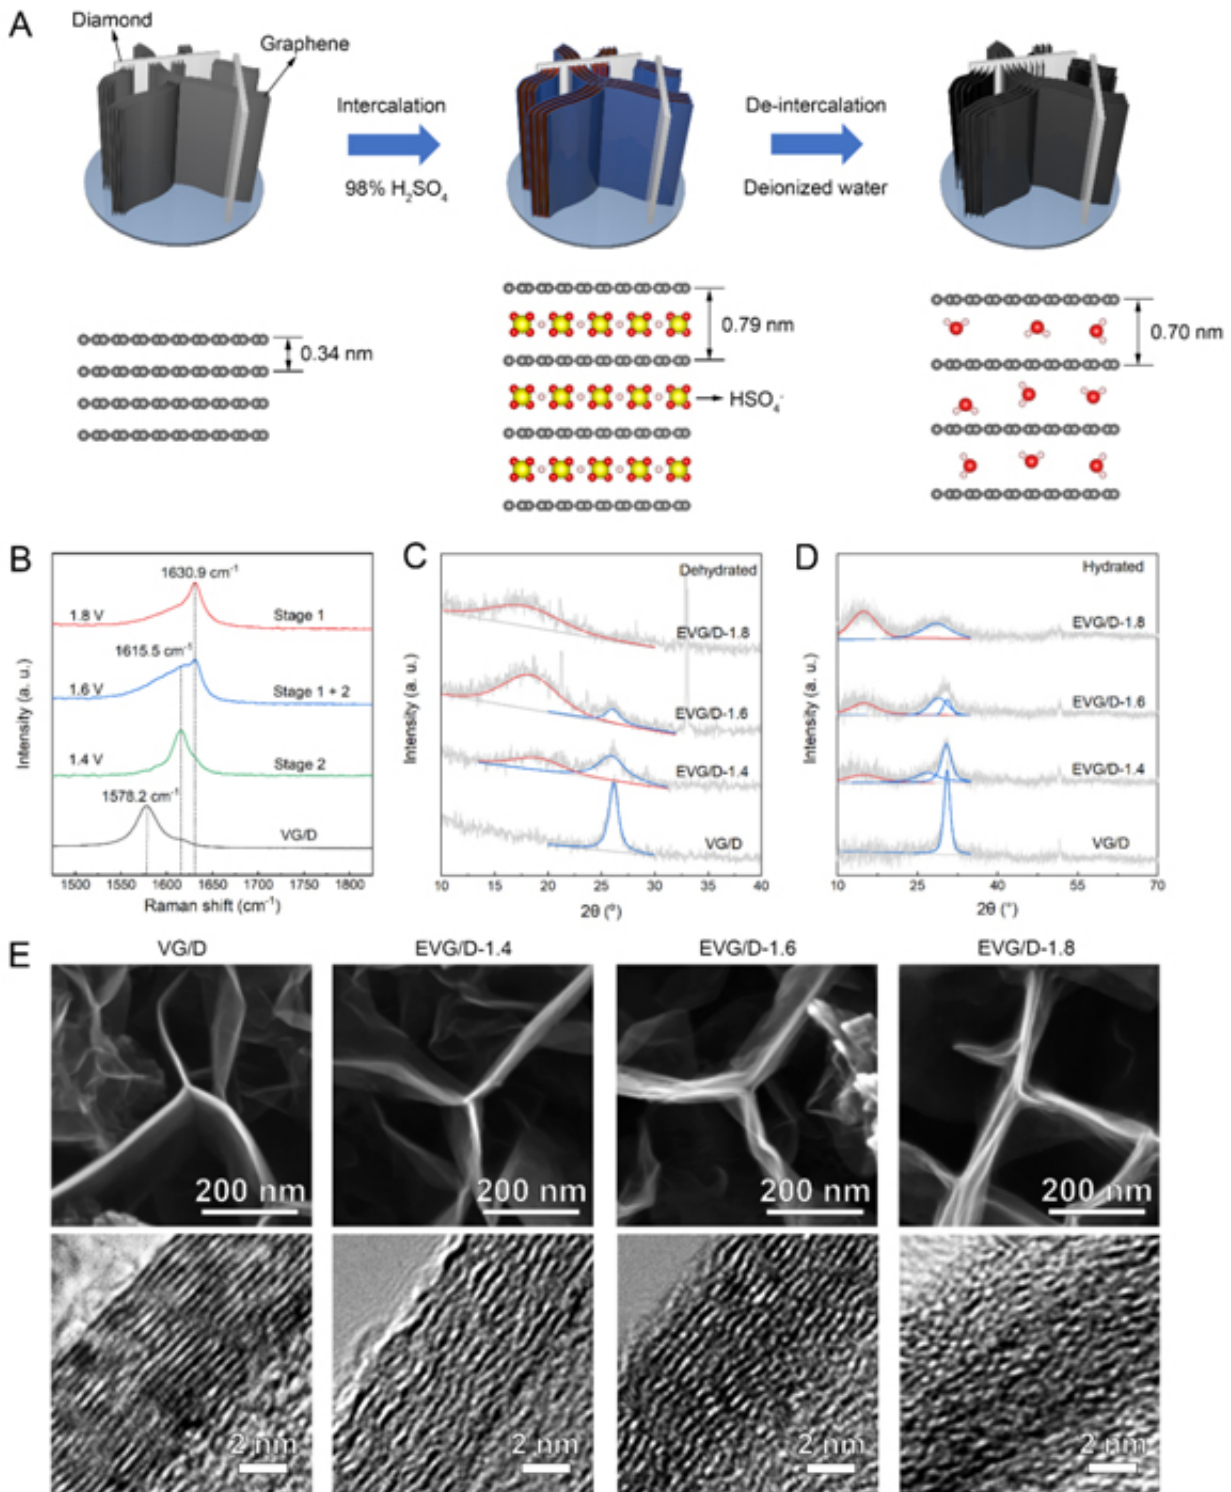 A
Diamond
Graphene
Intercalation
98% H₂SO₄
De-intercalation
Deionized water
0.34 nm
0.79 nm
HSO₄⁻
0.70 nm
B
1630.9 cm⁻¹
1.8 V
Stage 1
1615.5 cm⁻¹
1.6 V
Stage 1 + 2
1.4 V
Stage 2
1578.2 cm⁻¹
VG/D
Intensity (a. u.)
1500 1550 1600 1650 1700 1750 1800
Raman shift (cm⁻¹)
C
Dehydrated
EVG/D-1.8
EVG/D-1.6
EVG/D-1.4
VG/D
Intensity (a. u.)
10 15 20 25 30 35 40
2θ (°)
D
Hydrated
EVG/D-1.8
EVG/D-1.6
EVG/D-1.4
VG/D
Intensity (a. u.)
10 25 40 55 70
2θ (°)
E
VG/D
EVG/D-1.4
EVG/D-1.6
EVG/D-1.8
200 nm
200 nm
200 nm
200 nm
2 nm
2 nm
2 nm
2 nm